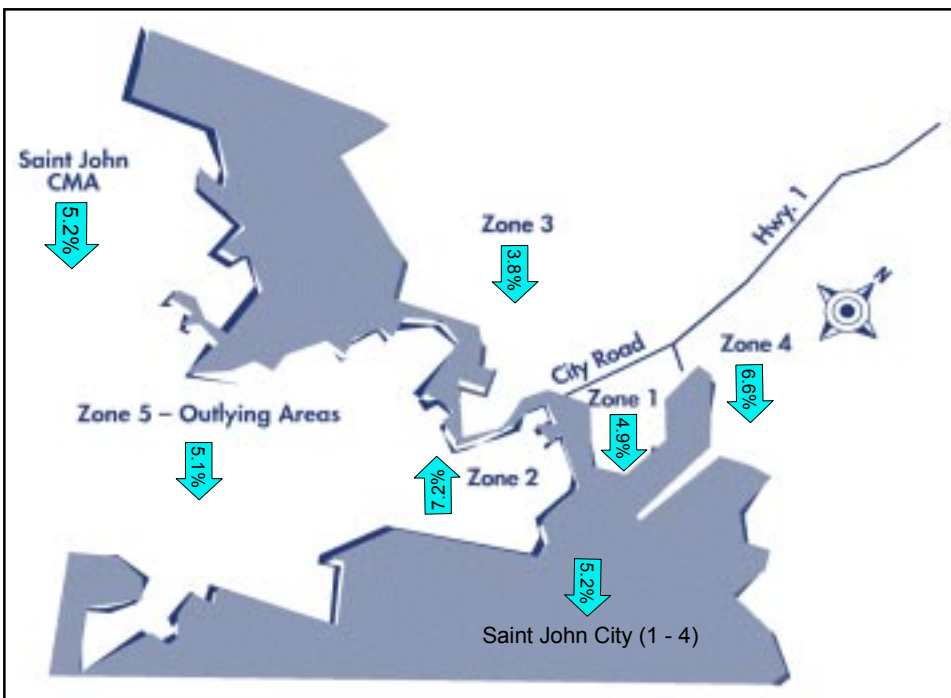 Saint John
CMA
5.2%
Zone 3
3.8%
Hwy. 1
N
City Road
Zone 4
6.6%
Zone 1
4.9%
Zone 5 – Outlying Areas
5.1%
7.2%
Zone 2
5.2%
Saint John City (1 - 4)